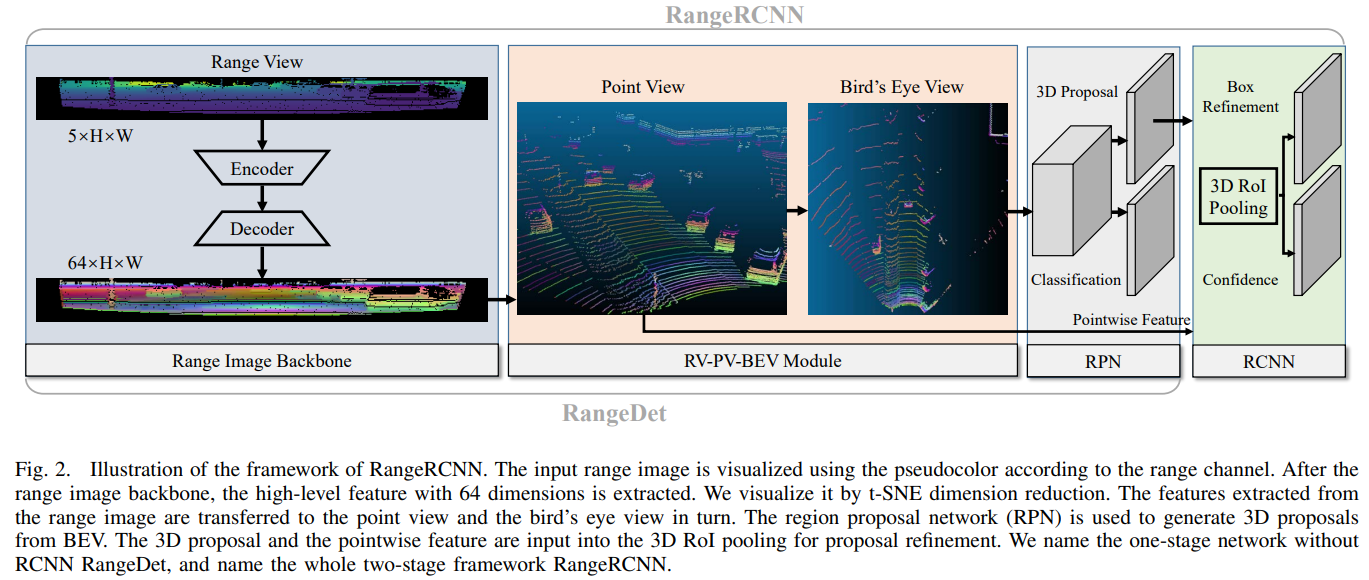 RangeRCNN
Range View
5×H×W
Encoder
Decoder
64×H×W
Range Image Backbone
Point View
Bird's Eye View
RV-PV-BEV Module
3D Proposal
Classification
Pointwise Feature
RPN
Box
Refinement
3D RoI
Pooling
Confidence
RCNN
RangeDet
Fig. 2. Illustration of the framework of RangeRCNN. The input range image is visualized using the pseudocolor according to the range channel. After the
range image backbone, the high-level feature with 64 dimensions is extracted. We visualize it by t-SNE dimension reduction. The features extracted from
the range image are transferred to the point view and the bird's eye view in turn. The region proposal network (RPN) is used to generate 3D proposals
from BEV. The 3D proposal and the pointwise feature are input into the 3D RoI pooling for proposal refinement. We name the one-stage network without
RCNN RangeDet, and name the whole two-stage framework RangeRCNN.